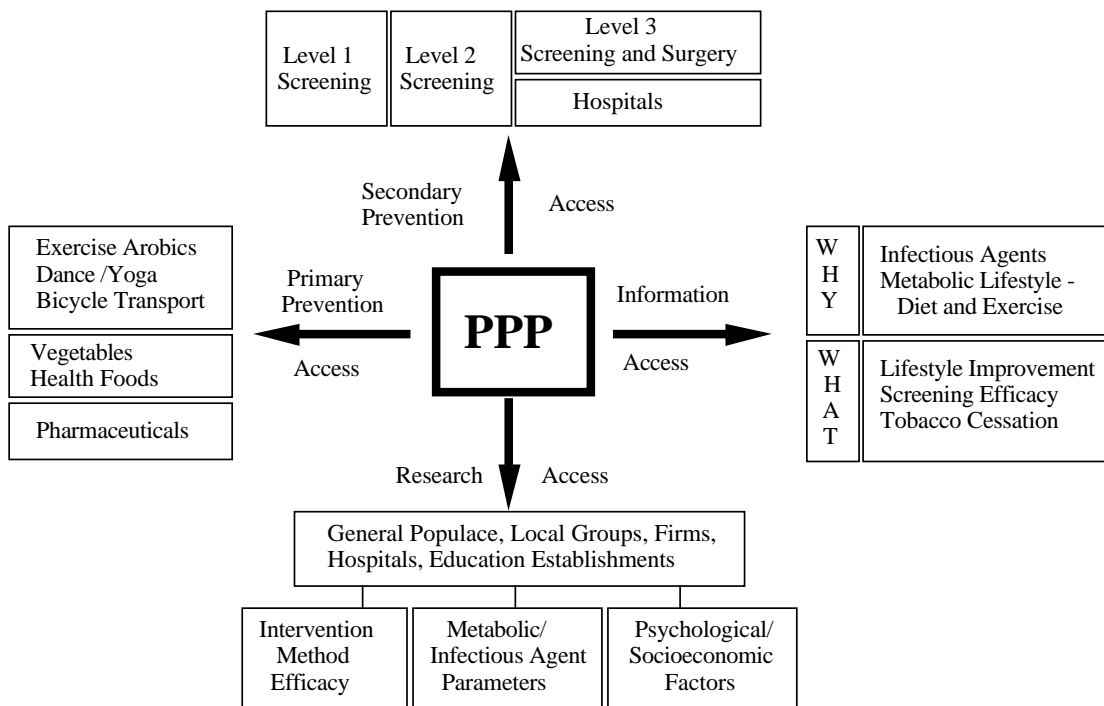 Level 1
Screening
Level 2
Screening
Level 3
Screening and Surgery
Hospitals
Secondary
Prevention
Access
Exercise Arobics
Dance /Yoga
Bicycle Transport
Vegetables
Health Foods
Pharmaceuticals
Primary
Prevention
Access
PPP
Information
Access
W
H
Y
Infectious Agents
Metabolic Lifestyle -
Diet and Exercise
W
H
A
T
Lifestyle Improvement
Screening Efficacy
Tobacco Cessation
Research
Access
General Populace, Local Groups, Firms,
Hospitals, Education Establishments
Intervention
Method
Efficacy
Metabolic/
Infectious Agent
Parameters
Psychological/
Socioeconomic
Factors